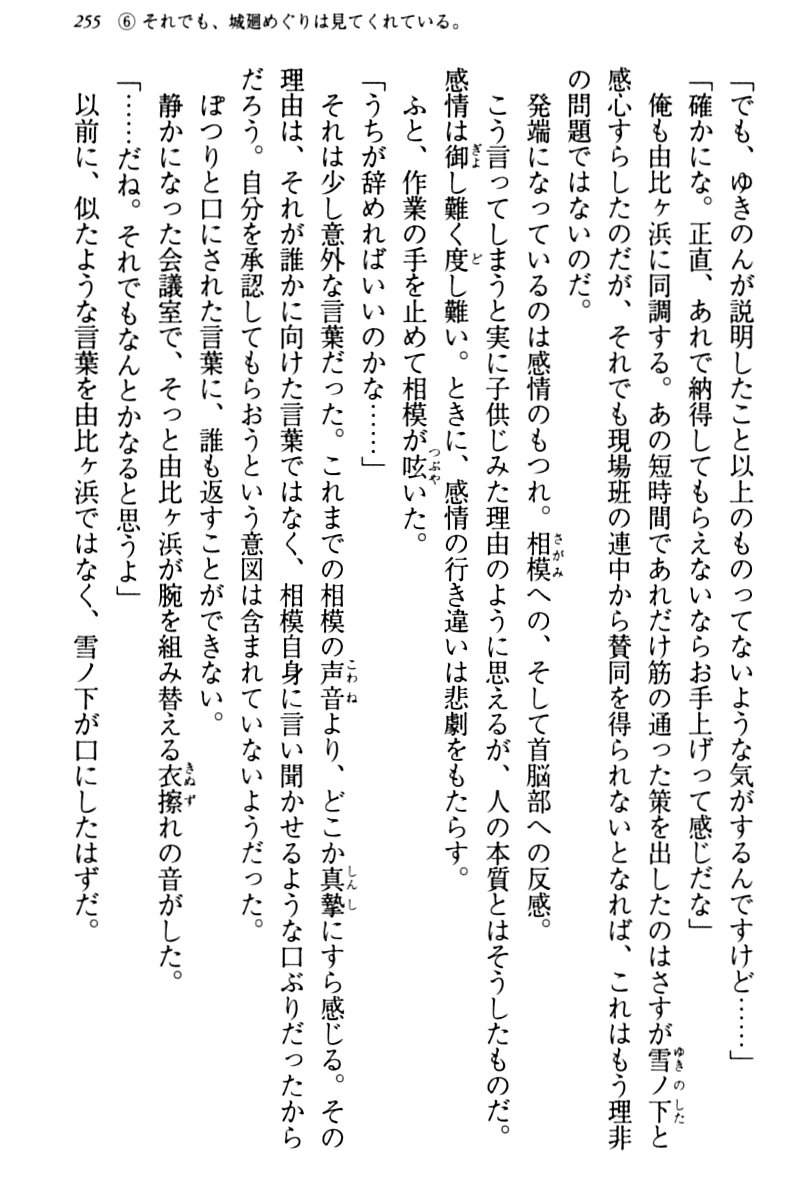 255 ⑥ それでも、城廻めぐりは見てくれている。
「でも、ゆきのんが説明したこと以上のものってないような気がするんですけど……」
「確かにな。正直、あれで納得してもらえないならお手上げって感じだな」
俺も由比ヶ浜に同調する。あの短時間であれだけ筋の通った策を出したのはさすが雪ノ下と
感心すらしたのだが、それでも現場班の連中から賛同を得られないとなれば、これはもう理非
の問題ではないのだ。
発端になっているのは感情のもつれ。相模への、そして首脳部への反感。
こう言ってしまうと実に子供じみた理由のように思えるが、人の本質とはそうしたものだ。
感情は御し難く度し難い。ときに、感情の行き違いは悲劇をもたらす。
ふと、作業の手を止めて相模が呟いた。
「うちが辞めればいいのかな……」
それは少し意外な言葉だった。これまでの相模の声音より、どこか真摯にすら感じる。その
理由は、それが誰かに向けた言葉ではなく、相模自身に言い聞かせるような口ぶりだったから
だろう。自分を承認してもらおうという意図は含まれていないようだった。
ぽつりと口にされた言葉に、誰も返すことができない。
静かになった会議室で、そっと由比ヶ浜が腕を組み替える衣擦れの音がした。
「……だね。それでもなんとかなると思うよ」
以前に、似たような言葉を由比ヶ浜ではなく、雪ノ下が口にしたはずだ。